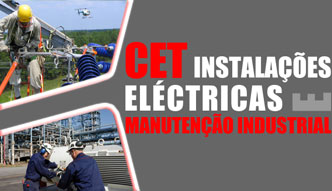 CET INSTALAÇÕES
ELÉCTRICAS E
MANUTENÇÃO INDUSTRIAL